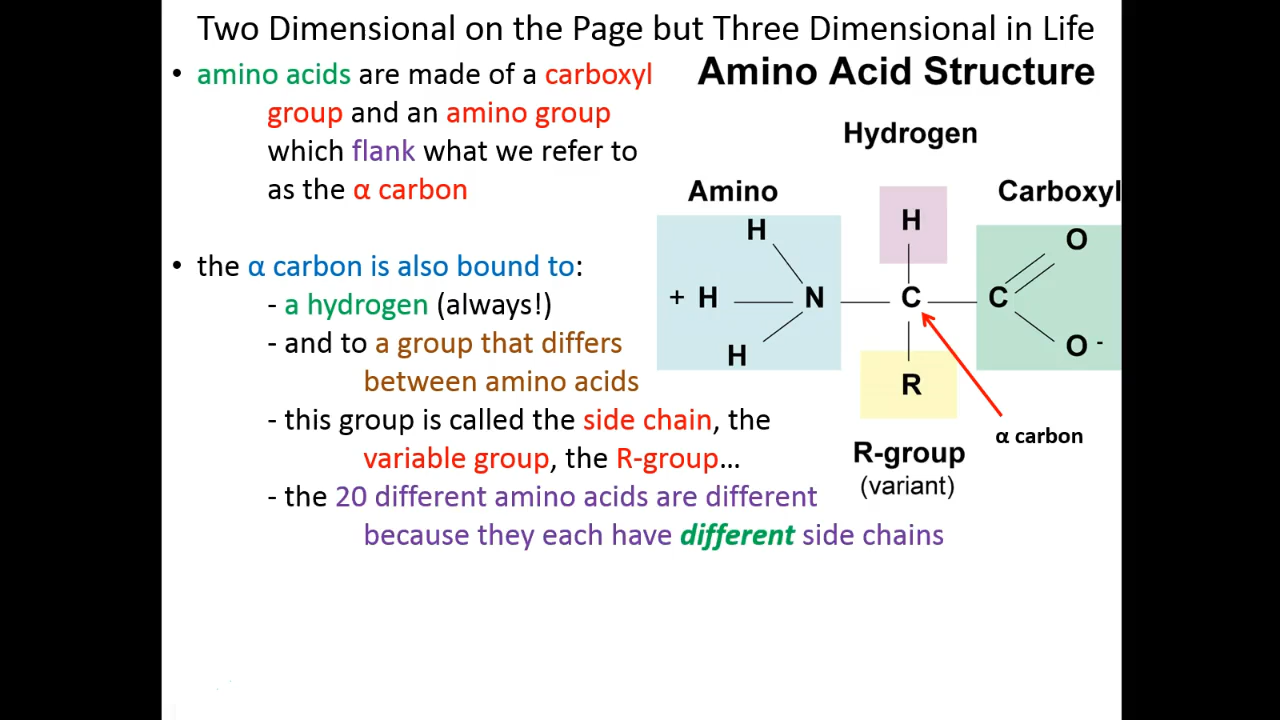 Two Dimensional on the Page but Three Dimensional in Life
• amino acids are made of a carboxyl
group and an amino group
which flank what we refer to
as the α carbon
• the α carbon is also bound to:
- a hydrogen (always!)
- and to a group that differs
between amino acids
- this group is called the side chain, the
variable group, the R-group…
- the 20 different amino acids are different
because they each have different side chains
Amino Acid Structure
Hydrogen
Amino
Carboxyl
H
H
O
+ H
N
C
C
H
O -
R
α carbon
R-group
(variant)